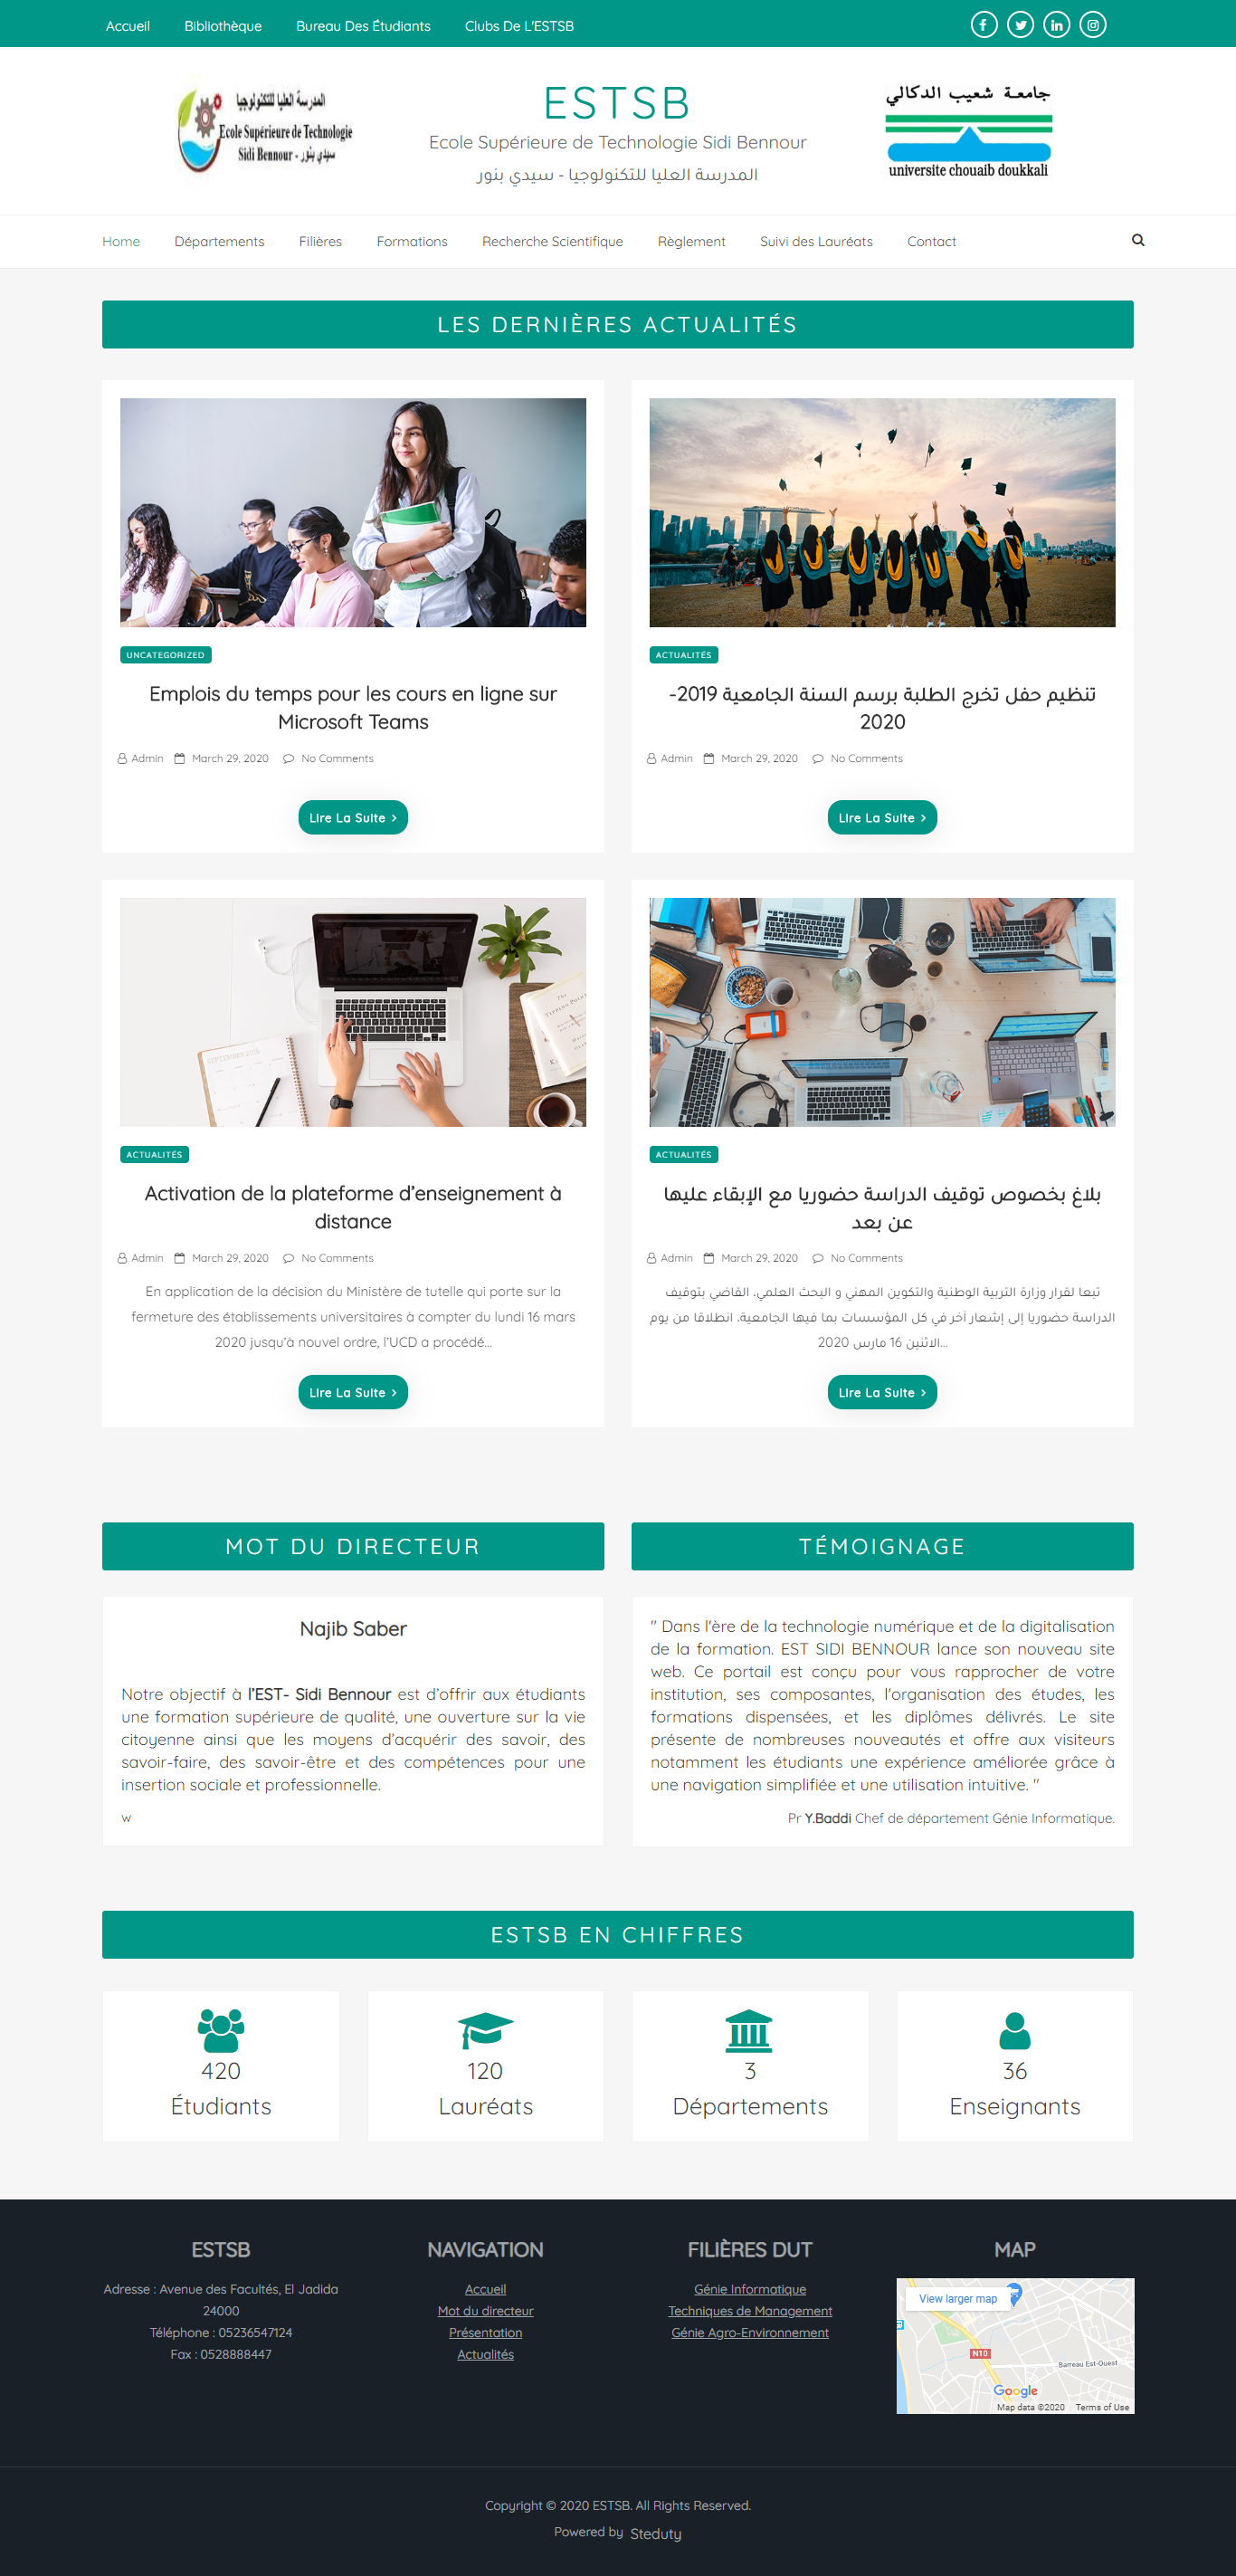 Accueil Bibliothèque Bureau Des Étudiants Clubs De L'ESTSB
المدرسة العليا للتكنولوجيا
Ecole Supérieure de Technologie
Sidi Bennour - سيدي بنور
ESTSB
Ecole Supérieure de Technologie Sidi Bennour
المدرسة العليا للتكنولوجيا - سيدي بنور
جامعة شعيب الدكالي
universite chouaib doukkali
Home Départements Filières Formations Recherche Scientifique Règlement Suivi des Lauréats Contact
LES DERNIÈRES ACTUALITÉS
UNCATEGORIZED
Emplois du temps pour les cours en ligne sur
Microsoft Teams
Admin March 29, 2020 No Comments
Lire La Suite >
ACTUALITÉS
تنظيم حفل تخرج الطلبة برسم السنة الجامعية 2019-
2020
Admin March 29, 2020 No Comments
Lire La Suite >
SEPTEMBER 2015
The
TIPPING POINT
ACTUALITÉS
Activation de la plateforme d’enseignement à
distance
Admin March 29, 2020 No Comments
En application de la décision du Ministère de tutelle qui porte sur la
fermeture des établissements universitaires à compter du lundi 16 mars
2020 jusqu’à nouvel ordre, l’UCD a procédé...
Lire La Suite >
ACTUALITÉS
بلاغ بخصوص توقيف الدراسة حضوريا مع الإبقاء عليها
عن بعد
Admin March 29, 2020 No Comments
تبعا لقرار وزارة التربية الوطنية والتكوين المهني و البحث العلمي، القاضي بتوقيف
الدراسة حضوريا إلى إشعار آخر في كل المؤسسات بما فيها الجامعية، انطلاقا من يوم
الاثنين 16 مارس 2020...
Lire La Suite >
MOT DU DIRECTEUR
Najib Saber
Notre objectif à l’EST- Sidi Bennour est d’offrir aux étudiants
une formation supérieure de qualité, une ouverture sur la vie
citoyenne ainsi que les moyens d’acquérir des savoir, des
savoir-faire, des savoir-être et des compétences pour une
insertion sociale et professionnelle.
w
TÉMOIGNAGE
" Dans l'ère de la technologie numérique et de la digitalisation
de la formation. EST SIDI BENNOUR lance son nouveau site
web. Ce portail est conçu pour vous rapprocher de votre
institution, ses composantes, l'organisation des études, les
formations dispensées, et les diplômes délivrés. Le site
présente de nombreuses nouveautés et offre aux visiteurs
notamment les étudiants une expérience améliorée grâce à
une navigation simplifiée et une utilisation intuitive. "
Pr Y.Baddi Chef de département Génie Informatique.
ESTSB EN CHIFFRES
420
Étudiants
120
Lauréats
3
Départements
36
Enseignants
ESTSB
Adresse : Avenue des Facultés, El Jadida
24000
Téléphone : 05236547124
Fax : 0528888447
NAVIGATION
Accueil
Mot du directeur
Présentation
Actualités
FILIÈRES DUT
Génie Informatique
Techniques de Management
Génie Agro-Environnement
MAP
View larger map
N10
Barreau Est-Ouest
Google
Map data ©2020 Terms of Use
Copyright © 2020 ESTSB. All Rights Reserved.
Powered by Steduty